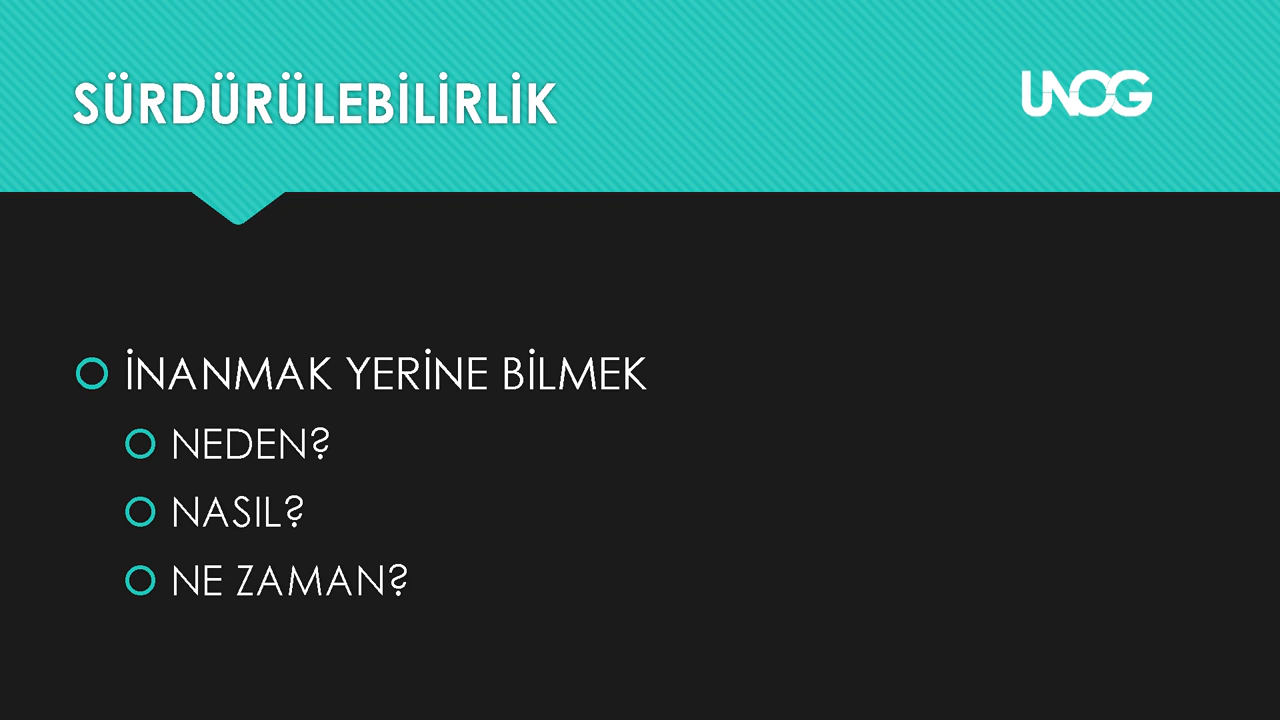 SÜRDÜRÜLEBİLİRLİK
UNOG
İNANMAK YERİNE BİLMEK
NEDEN?
NASIL?
NE ZAMAN?